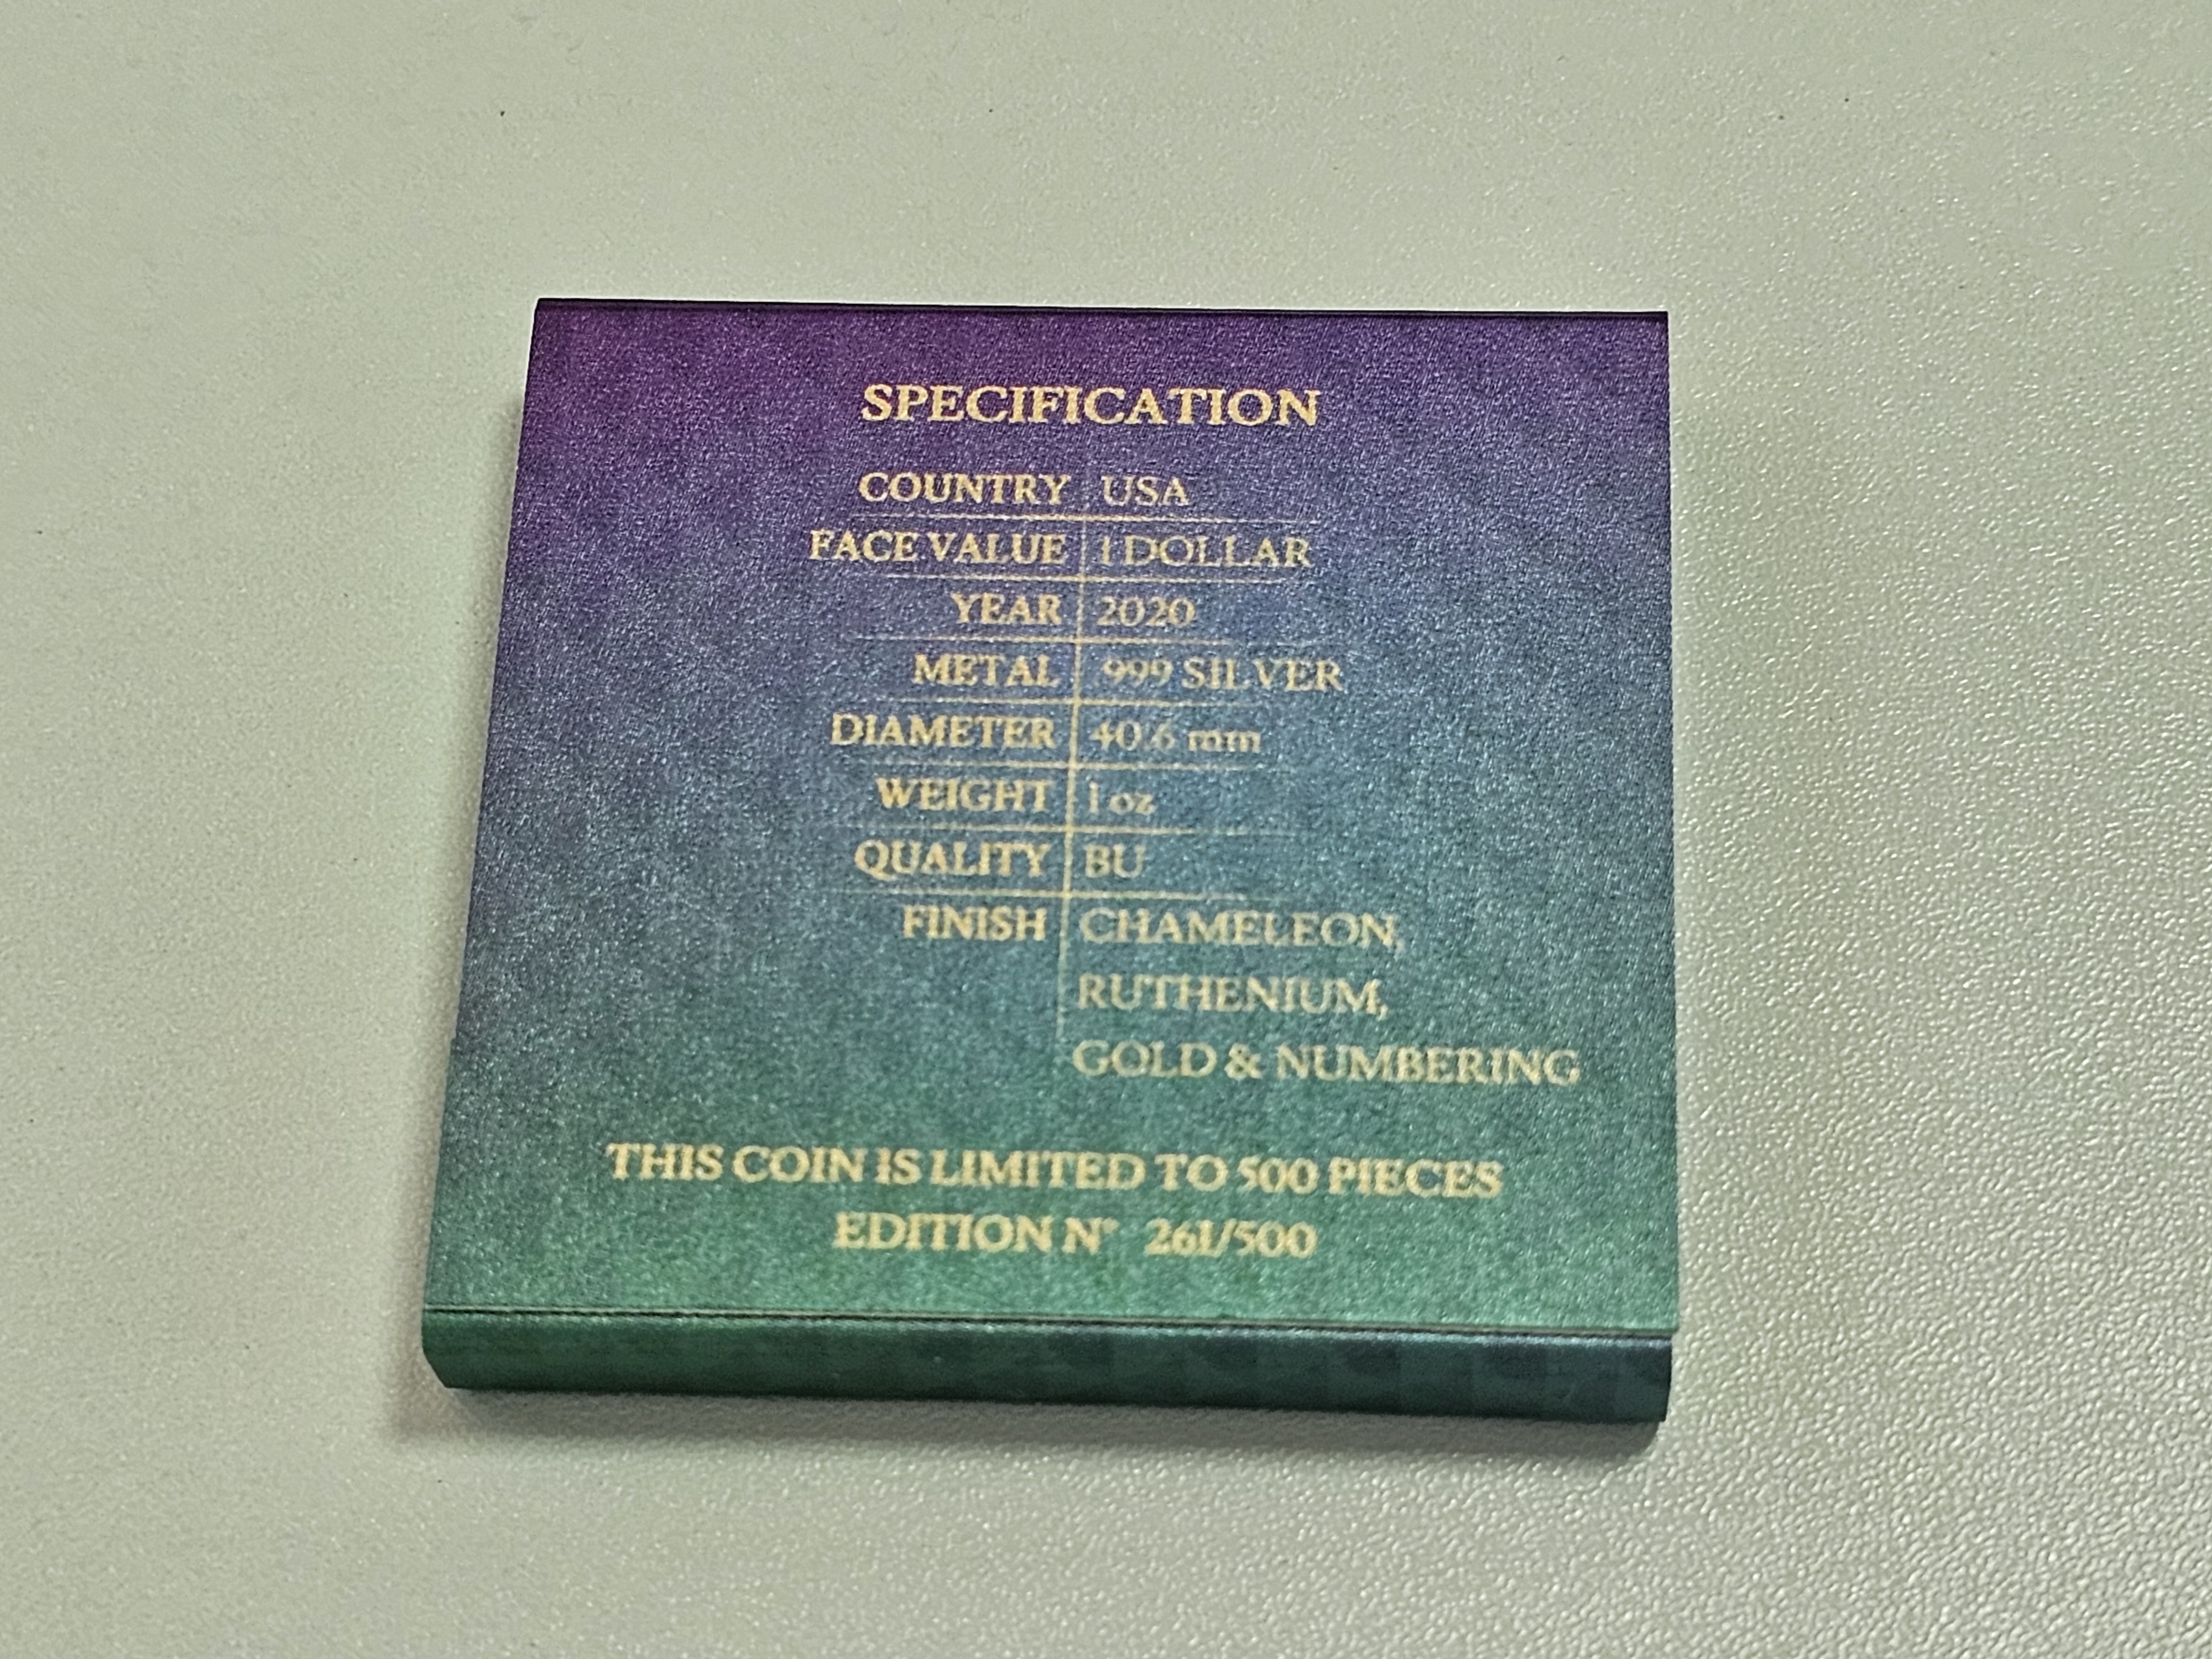 SPECIFICATION
COUNTRY USA
FACE VALUE 1 DOLLAR
YEAR 2020
METAL .999 SILVER
DIAMETER 40.6 mm
WEIGHT 1 oz
QUALITY BU
FINISH CHAMELEON,
RUTHENIUM,
GOLD & NUMBERING
THIS COIN IS LIMITED TO 500 PIECES
EDITION N° 261/500